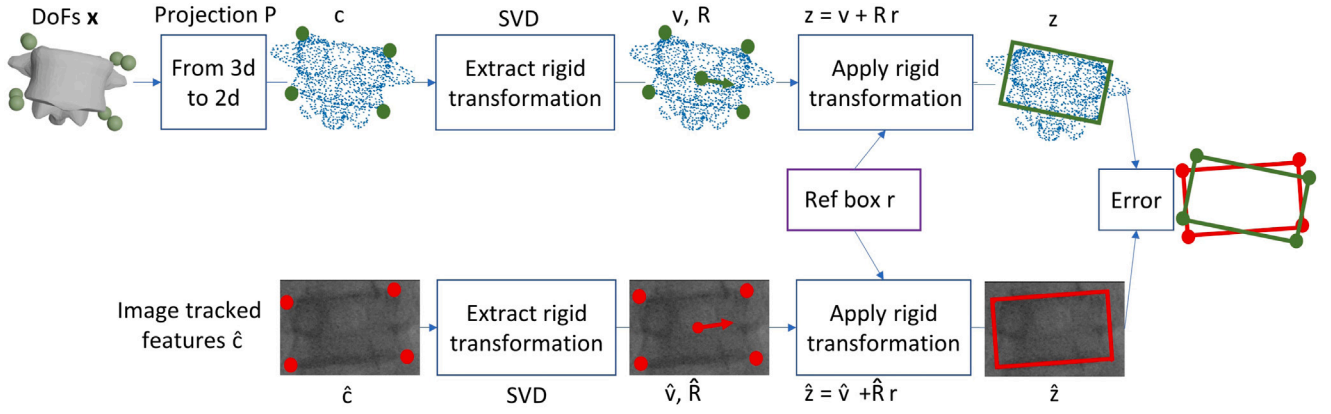 DoFs x
Projection P
c
SVD
v, R
z = v + R r
z
From 3d
to 2d
Extract rigid
transformation
Apply rigid
transformation
Ref box r
Error
Image tracked
features ĉ
Extract rigid
transformation
Apply rigid
transformation
ĉ
SVD
v̂, R̂
ẑ = v̂ +R̂ r
ẑ